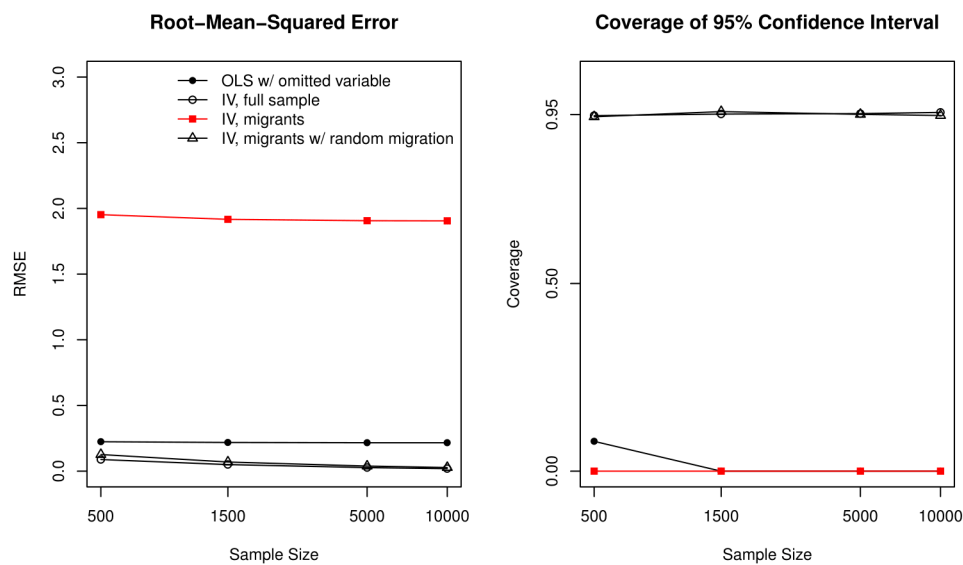 Root−Mean−Squared Error
RMSE
3.0
2.5
2.0
1.5
1.0
0.5
0.0
OLS w/ omitted variable
IV, full sample
IV, migrants
IV, migrants w/ random migration
500
1500
5000
10000
Sample Size
Coverage of 95% Confidence Interval
Coverage
0.95
0.50
0.00
500
1500
5000
10000
Sample Size